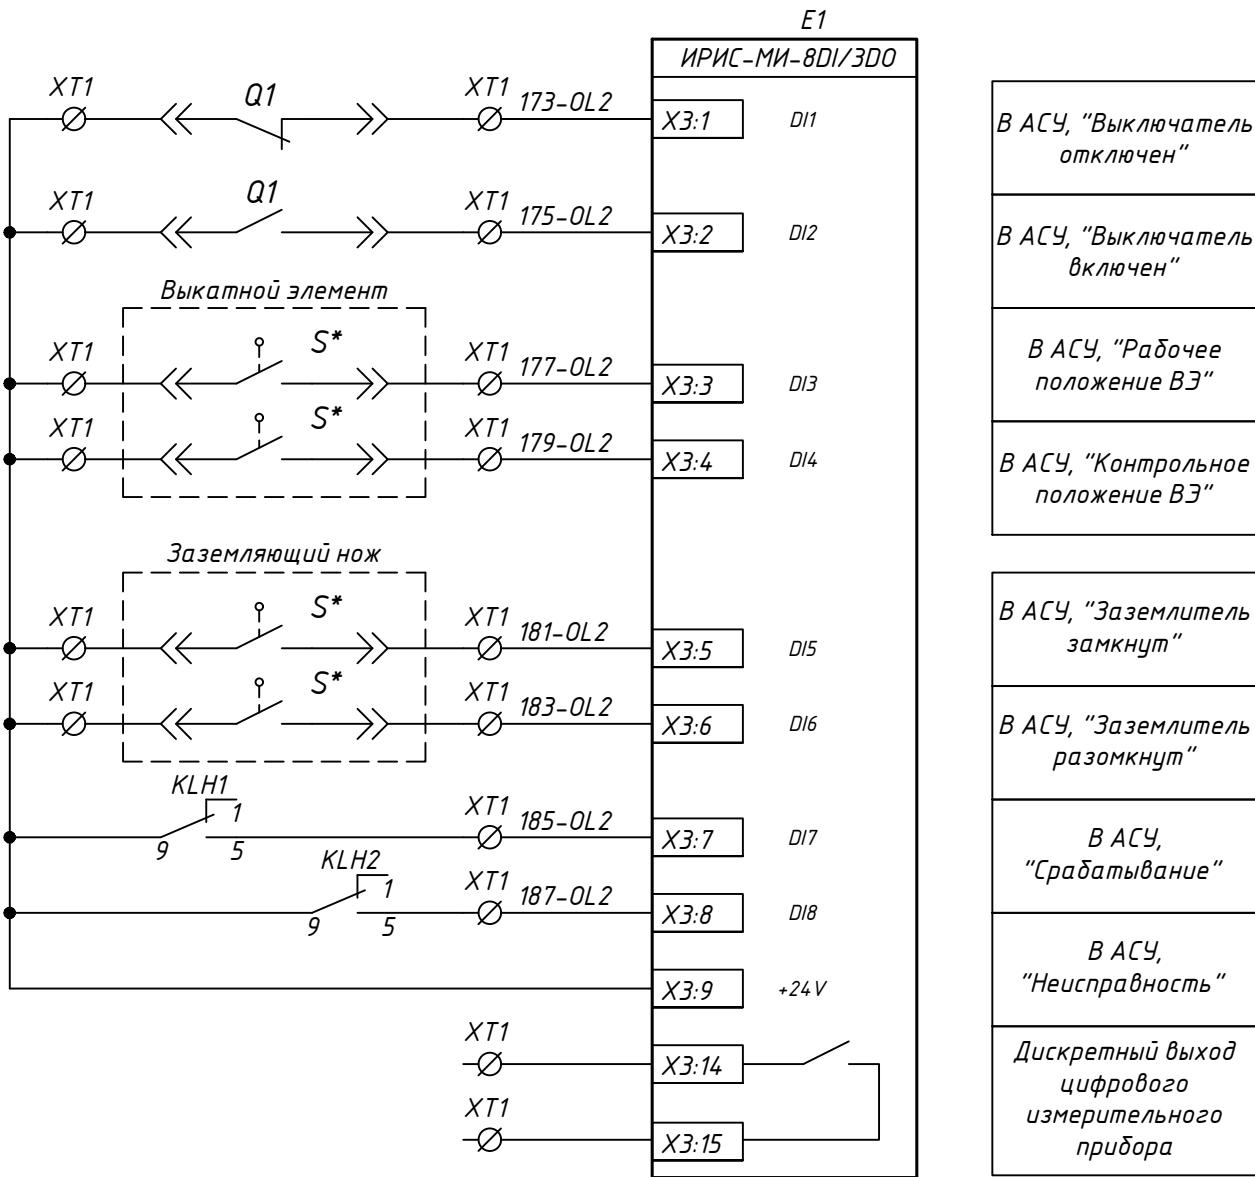 E1
ИРИС-МИ-8DI/3DO
XT1 Q1 XT1 173-OL2 X3:1 DI1
В АСУ, "Выключатель
отключен"
XT1 Q1 XT1 175-OL2 X3:2 DI2
В АСУ, "Выключатель
включен"
Выкатной элемент
XT1 S* XT1 177-OL2 X3:3 DI3
В АСУ, "Рабочее
положение ВЭ"
XT1 S* XT1 179-OL2 X3:4 DI4
В АСУ, "Контрольное
положение ВЭ"
Заземляющий нож
XT1 S* XT1 181-OL2 X3:5 DI5
В АСУ, "Заземлитель
замкнут"
XT1 S* XT1 183-OL2 X3:6 DI6
В АСУ, "Заземлитель
разомкнут"
KLH1 1 9 5 XT1 185-OL2 X3:7 DI7
В АСУ,
"Срабатывание"
KLH2 1 9 5 XT1 187-OL2 X3:8 DI8
В АСУ,
"Неисправность"
X3:9 +24V
XT1 X3:14
XT1 X3:15
Дискретный выход
цифрового
измерительного
прибора